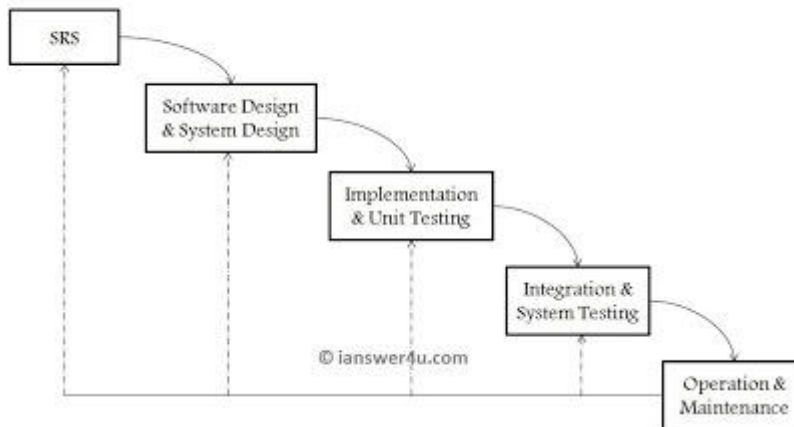 SRS
Software Design
& System Design
Implementation
& Unit Testing
Integration &
System Testing
© ianswer4u.com
Operation &
Maintenance